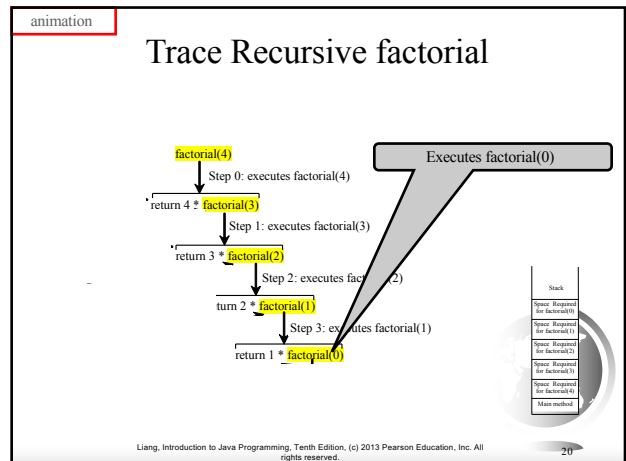 animation
Trace Recursive factorial
factorial(4)
Executes factorial(0)
Step 0: executes factorial(4)
return 4 * factorial(3)
Step 1: executes factorial(3)
return 3 * factorial(2)
Step 2: executes fact (2)
turn 2 * factorial(1)
Step 3: ex utes factorial(1)
return 1 * factorial(0)
Stack
Space Required
for factorial(0)
Space Required
for factorial(1)
Space Required
for factorial(2)
Space Required
for factorial(3)
Space Required
for factorial(4)
Main method
Liang, Introduction to Java Programming, Tenth Edition, (c) 2013 Pearson Education, Inc. All
rights reserved.
20